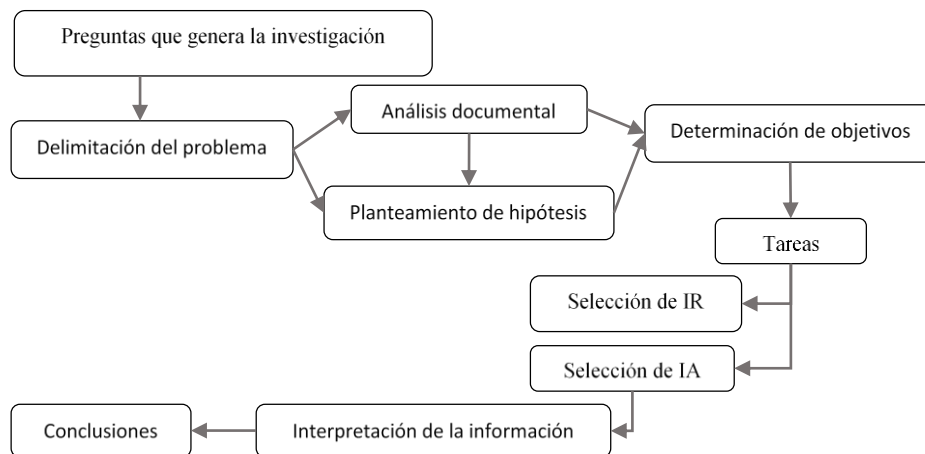 Preguntas que genera la investigación
Análisis documental
Determinación de objetivos
Delimitación del problema
Planteamiento de hipótesis
Tareas
Selección de IR
Selección de IA
Conclusiones
Interpretación de la información